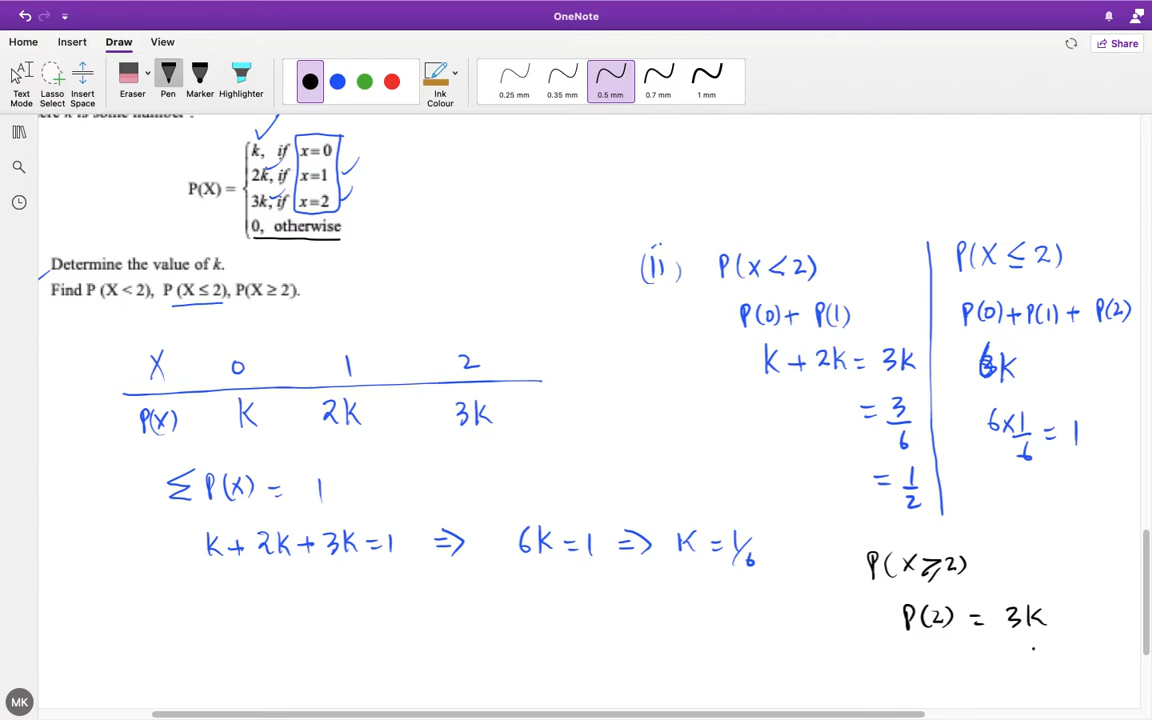 OneNote
Home Insert Draw View
Share
Text Mode
Lasso Select
Insert Space
Eraser
Pen
Marker
Highlighter
Ink Colour
0.25 mm
0.35 mm
0.5 mm
0.7 mm
1 mm
k, if x=0
2k, if x=1
P(X) =
3k, if x=2
0, otherwise
Determine the value of k.
Find P (X < 2), P (X ≤ 2), P(X ≥ 2).
X 0 1 2
P(X) K 2K 3K
Σ P(X) = 1
K + 2K + 3K = 1 => 6K = 1 => K = 1/6
(ii) P(X < 2)
P(0) + P(1)
K + 2K = 3K
= 3/6
= 1/2
P(X ≤ 2)
P(0) + P(1) + P(2)
6K
6 × 1/6 = 1
P(X ≥ 2)
P(2) = 3K
MK